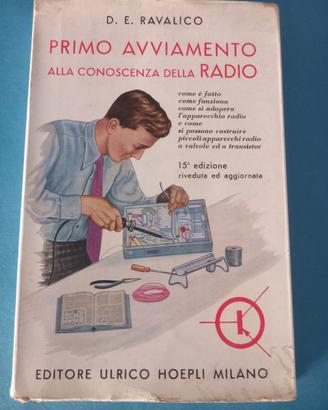 D. E. RAVALICO
PRIMO AVVIAMENTO
ALLA CONOSCENZA DELLA RADIO
come è fatto
come funziona
come si adopera
l'apparecchio radio
e come
si possono costruire
piccoli apparecchi radio
a valvole ed a transistor
15ª edizione
riveduta ed aggiornata
EDITORE ULRICO HOEPLI MILANO